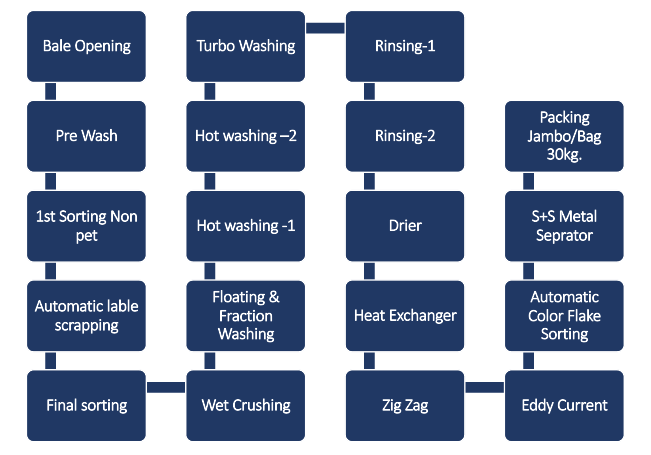 Bale Opening
Pre Wash
1st Sorting Non
pet
Automatic lable
scrapping
Final sorting
Wet Crushing
Floating &
Fraction
Washing
Hot washing -1
Hot washing –2
Turbo Washing
Rinsing-1
Rinsing-2
Drier
Heat Exchanger
Zig Zag
Eddy Current
Automatic
Color Flake
Sorting
S+S Metal
Seprator
Packing
Jambo/Bag
30kg.